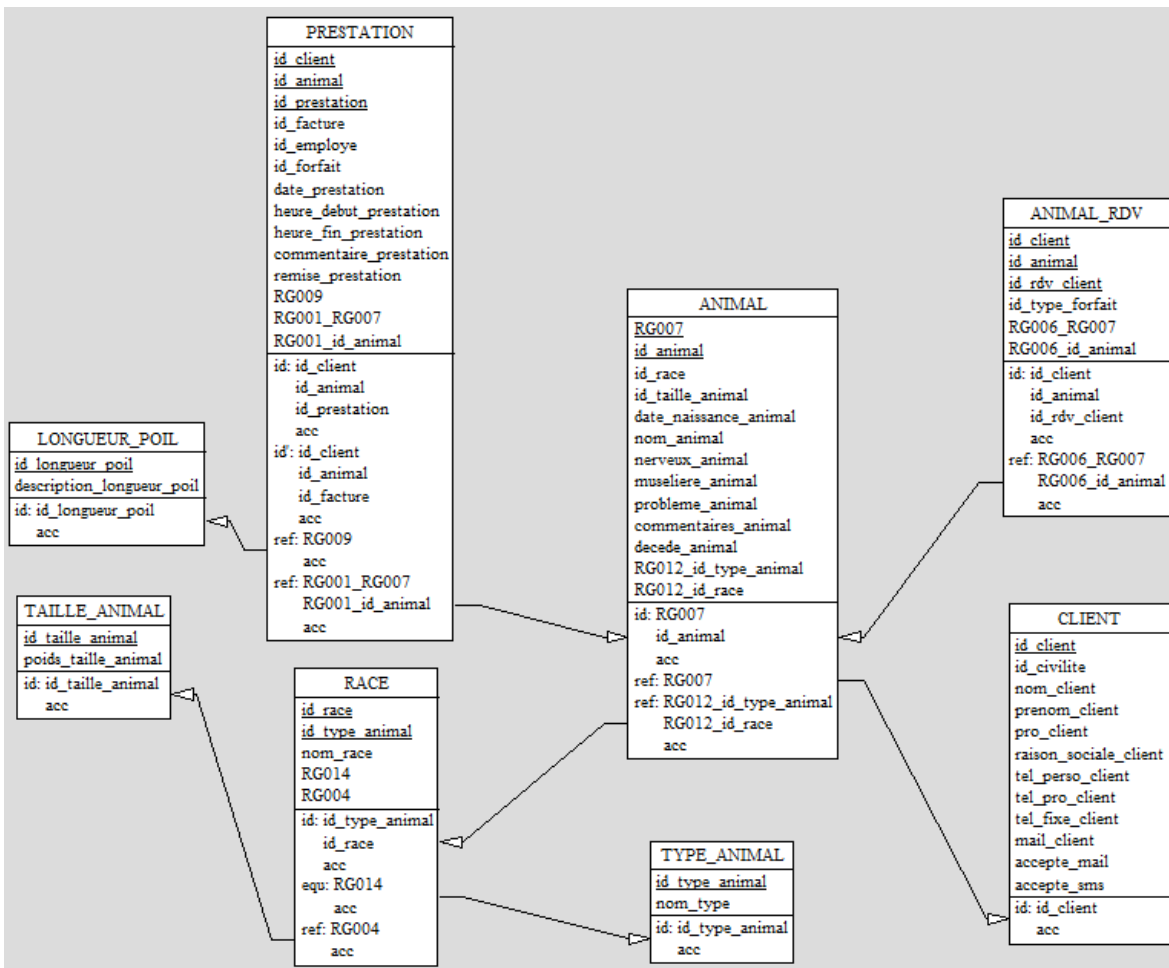 PRESTATION
id_client
id_animal
id_prestation
id_facture
id_employe
id_forfait
date_prestation
heure_debut_prestation
heure_fin_prestation
commentaire_prestation
remise_prestation
RG009
RG001_RG007
RG001_id_animal
id: id_client
id_animal
id_prestation
acc
id': id_client
id_animal
id_facture
acc
ref: RG009
acc
ref: RG001_RG007
RG001_id_animal
acc
LONGUEUR_POIL
id_longueur_poil
description_longueur_poil
id: id_longueur_poil
acc
TAILLE_ANIMAL
id_taille_animal
poids_taille_animal
id: id_taille_animal
acc
RACE
id_race
id_type_animal
nom_race
RG014
RG004
id: id_type_animal
id_race
acc
equ: RG014
acc
ref: RG004
acc
ANIMAL
RG007
id_animal
id_race
id_taille_animal
date_naissance_animal
nom_animal
nerveux_animal
museliere_animal
probleme_animal
commentaires_animal
decede_animal
RG012_id_type_animal
RG012_id_race
id: RG007
id_animal
acc
ref: RG007
ref: RG012_id_type_animal
RG012_id_race
acc
TYPE_ANIMAL
id_type_animal
nom_type
id: id_type_animal
acc
ANIMAL_RDV
id_client
id_animal
id_rdv_client
id_type_forfait
RG006_RG007
RG006_id_animal
id: id_client
id_animal
id_rdv_client
acc
ref: RG006_RG007
RG006_id_animal
acc
CLIENT
id_client
id_civilite
nom_client
prenom_client
pro_client
raison_sociale_client
tel_perso_client
tel_pro_client
tel_fixe_client
mail_client
accepte_mail
accepte_sms
id: id_client
acc